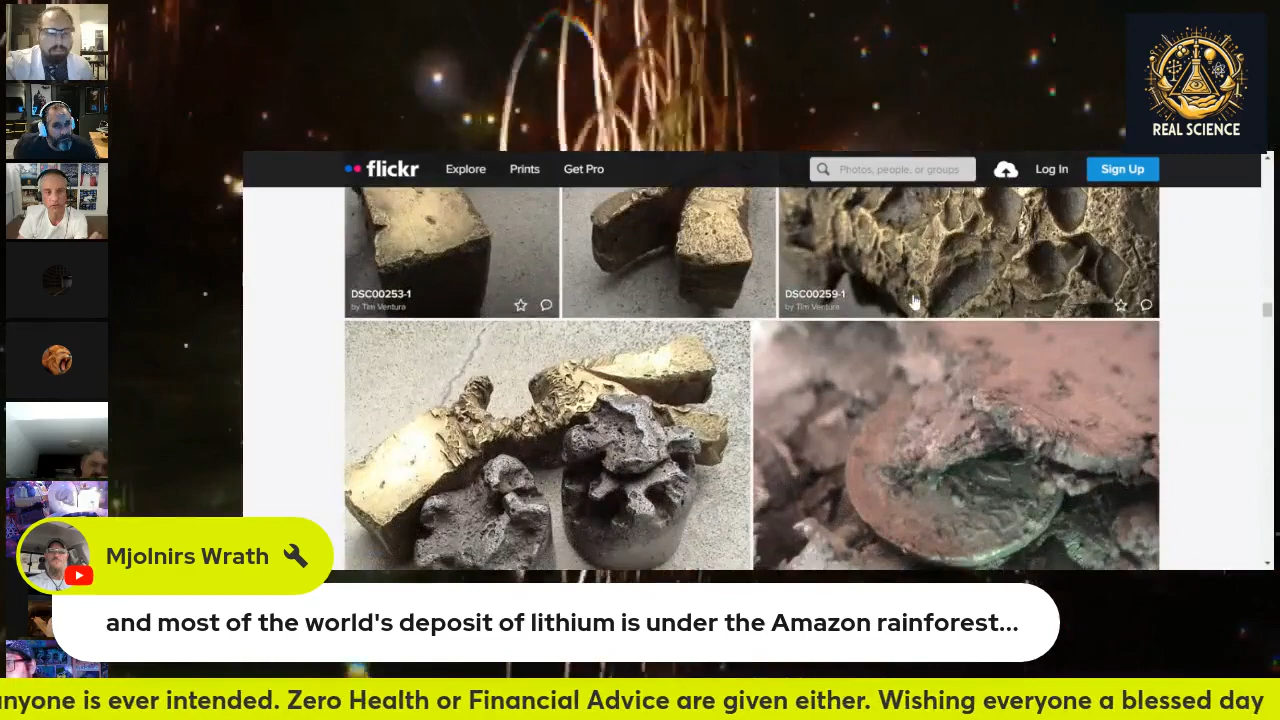 REAL SCIENCE
flickr Explore Prints Get Pro Photos, people, or groups Log In Sign Up
DSC00253-1
by Tim Ventura
DSC00259-1
by Tim Ventura
Mjolnirs Wrath
and most of the world's deposit of lithium is under the Amazon rainforest...
anyone is ever intended. Zero Health or Financial Advice are given either. Wishing everyone a blessed day